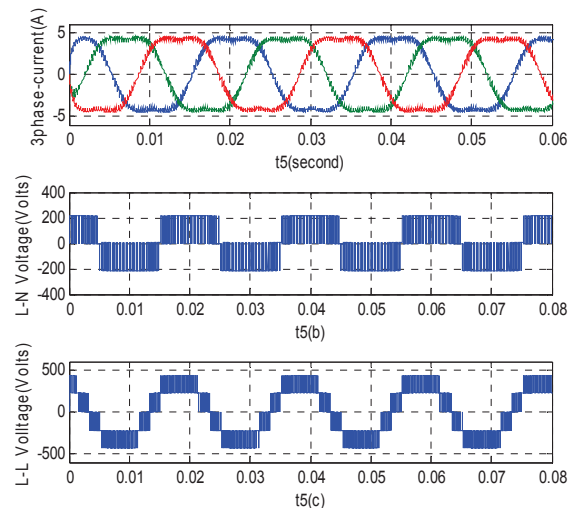 3phase-current(A)
5
0
-5
0 0.01 0.02 0.03 0.04 0.05 0.06
t5(second)
L-N Voltage(Volts)
400
200
0
-200
-400
0 0.01 0.02 0.03 0.04 0.05 0.06 0.07 0.08
t5(b)
L-L Volltage(Volts)
500
0
-500
0 0.01 0.02 0.03 0.04 0.05 0.06 0.07 0.08
t5(c)